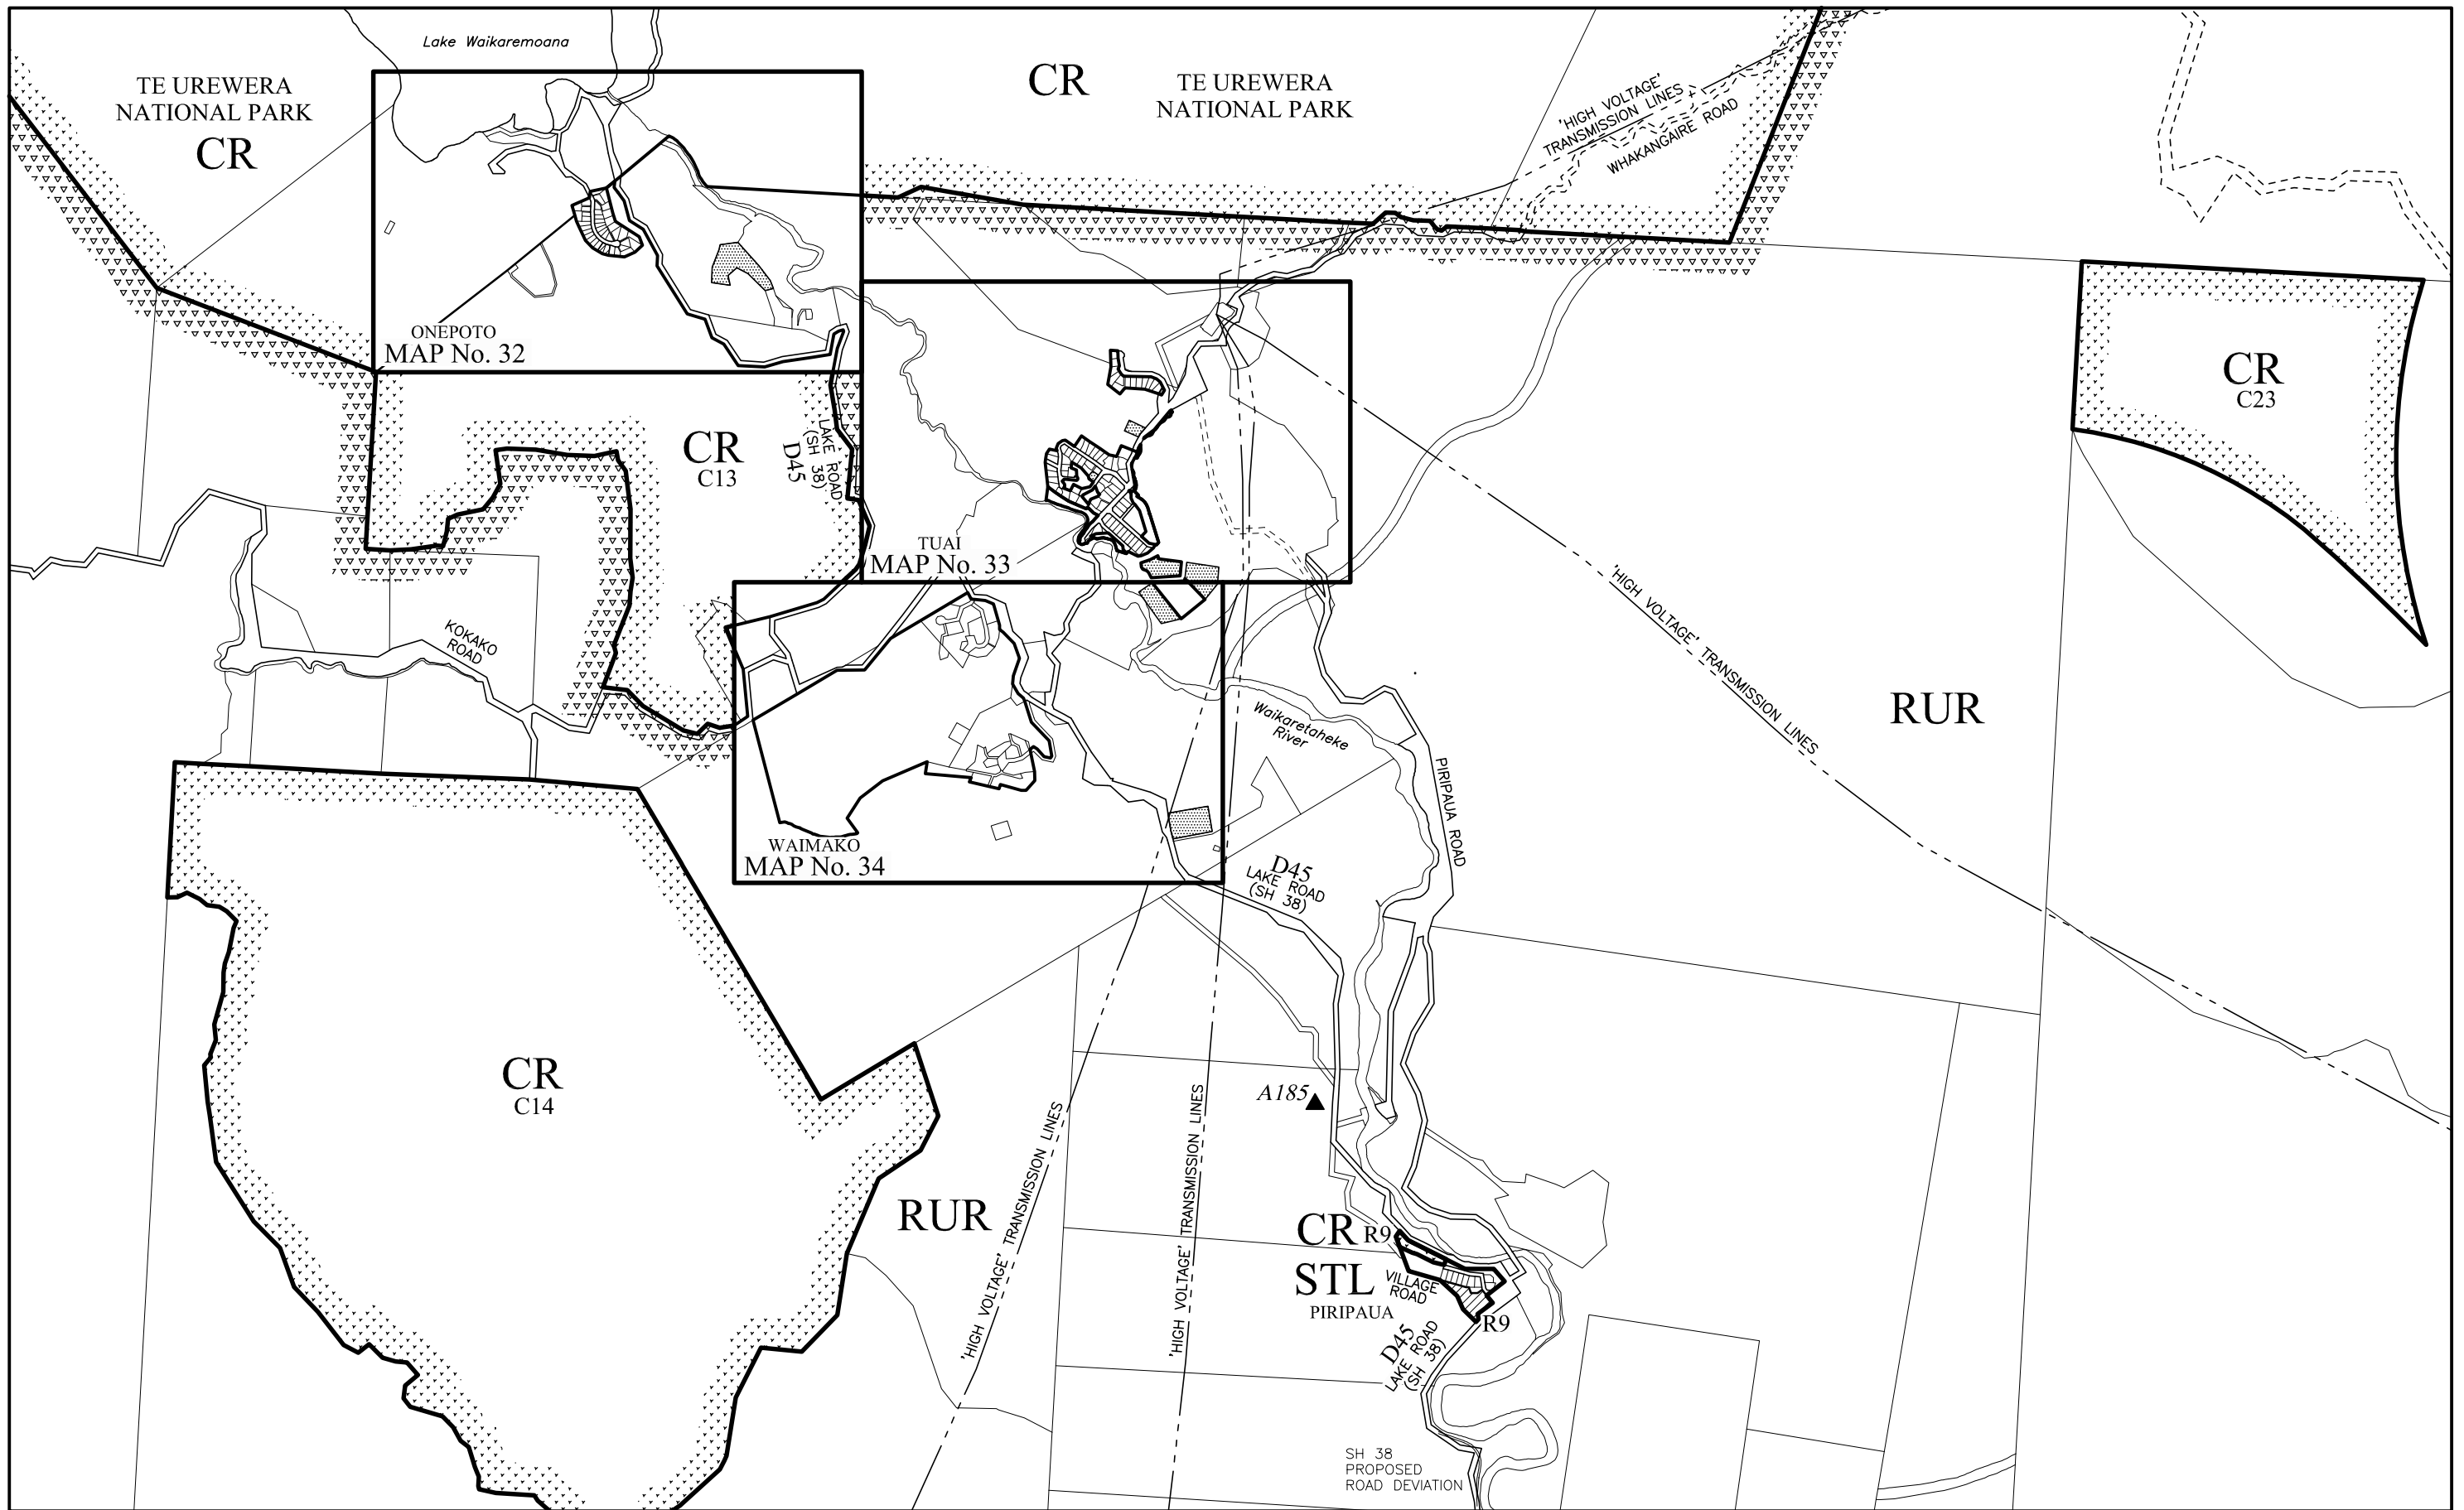 Lake Waikaremoana
TE UREWERA
NATIONAL PARK
CR
CR
TE UREWERA
NATIONAL PARK
'HIGH VOLTAGE'
TRANSMISSION LINES
WHAKANGAIRE ROAD
ONEPOTO
MAP No. 32
CR
C23
CR
C13
LAKE ROAD
(SH 38)
D45
TUAI
MAP No. 33
KOKAKO
ROAD
'HIGH VOLTAGE' TRANSMISSION LINES
RUR
Waikaretaheke
River
PIRIPAUA ROAD
WAIMAKO
MAP No. 34
D45
LAKE ROAD
(SH 38)
CR
C14
A185
'HIGH VOLTAGE' TRANSMISSION LINES
'HIGH VOLTAGE' TRANSMISSION LINES
RUR
CR R9
STL
PIRIPAUA
VILLAGE
ROAD
R9
D45
LAKE ROAD
(SH 38)
SH 38
PROPOSED
ROAD DEVIATION